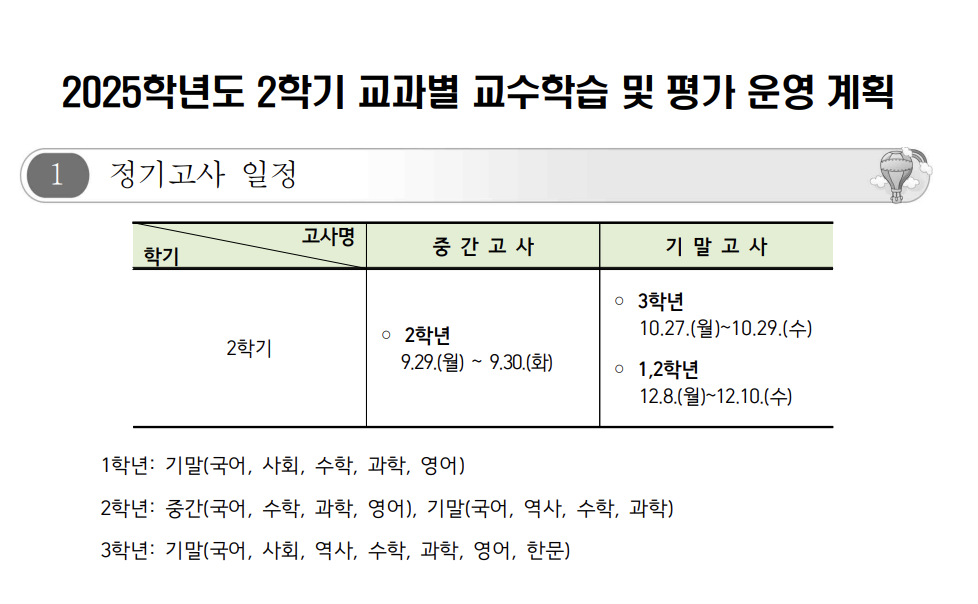 2025학년도 2학기 교과별 교수학습 및 평가 운영 계획
1 정기고사 일정
고사명
학기
중 간 고 사
기 말 고 사
2학기
○ 2학년
9.29.(월) ~ 9.30.(화)
○ 3학년
10.27.(월)~10.29.(수)
○ 1,2학년
12.8.(월)~12.10.(수)
1학년: 기말(국어, 사회, 수학, 과학, 영어)
2학년: 중간(국어, 수학, 과학, 영어), 기말(국어, 역사, 수학, 과학)
3학년: 기말(국어, 사회, 역사, 수학, 과학, 영어, 한문)